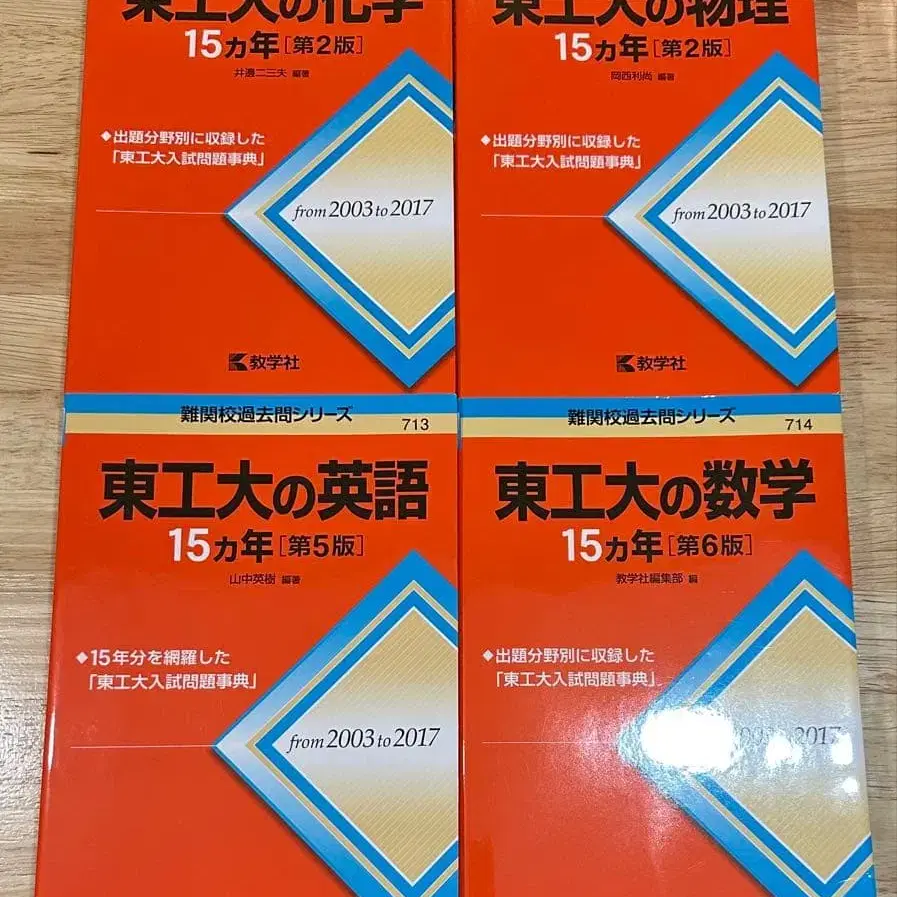 東工大の化学
15カ年[第2版]
井邊二三夫 編著
◆出題分野別に収録した
「東工大入試問題事典」
from 2003 to 2017
教学社
東工大の物理
15カ年[第2版]
岡西利尚 編著
◆出題分野別に収録した
「東工大入試問題事典」
from 2003 to 2017
教学社
難関校過去問シリーズ
713
東工大の英語
15カ年[第5版]
山中英樹 編著
◆15年分を網羅した
「東工大入試問題事典」
from 2003 to 2017
難関校過去問シリーズ
714
東工大の数学
15カ年[第6版]
教学社編集部 編
◆出題分野別に収録した
「東工大入試問題事典」
2017